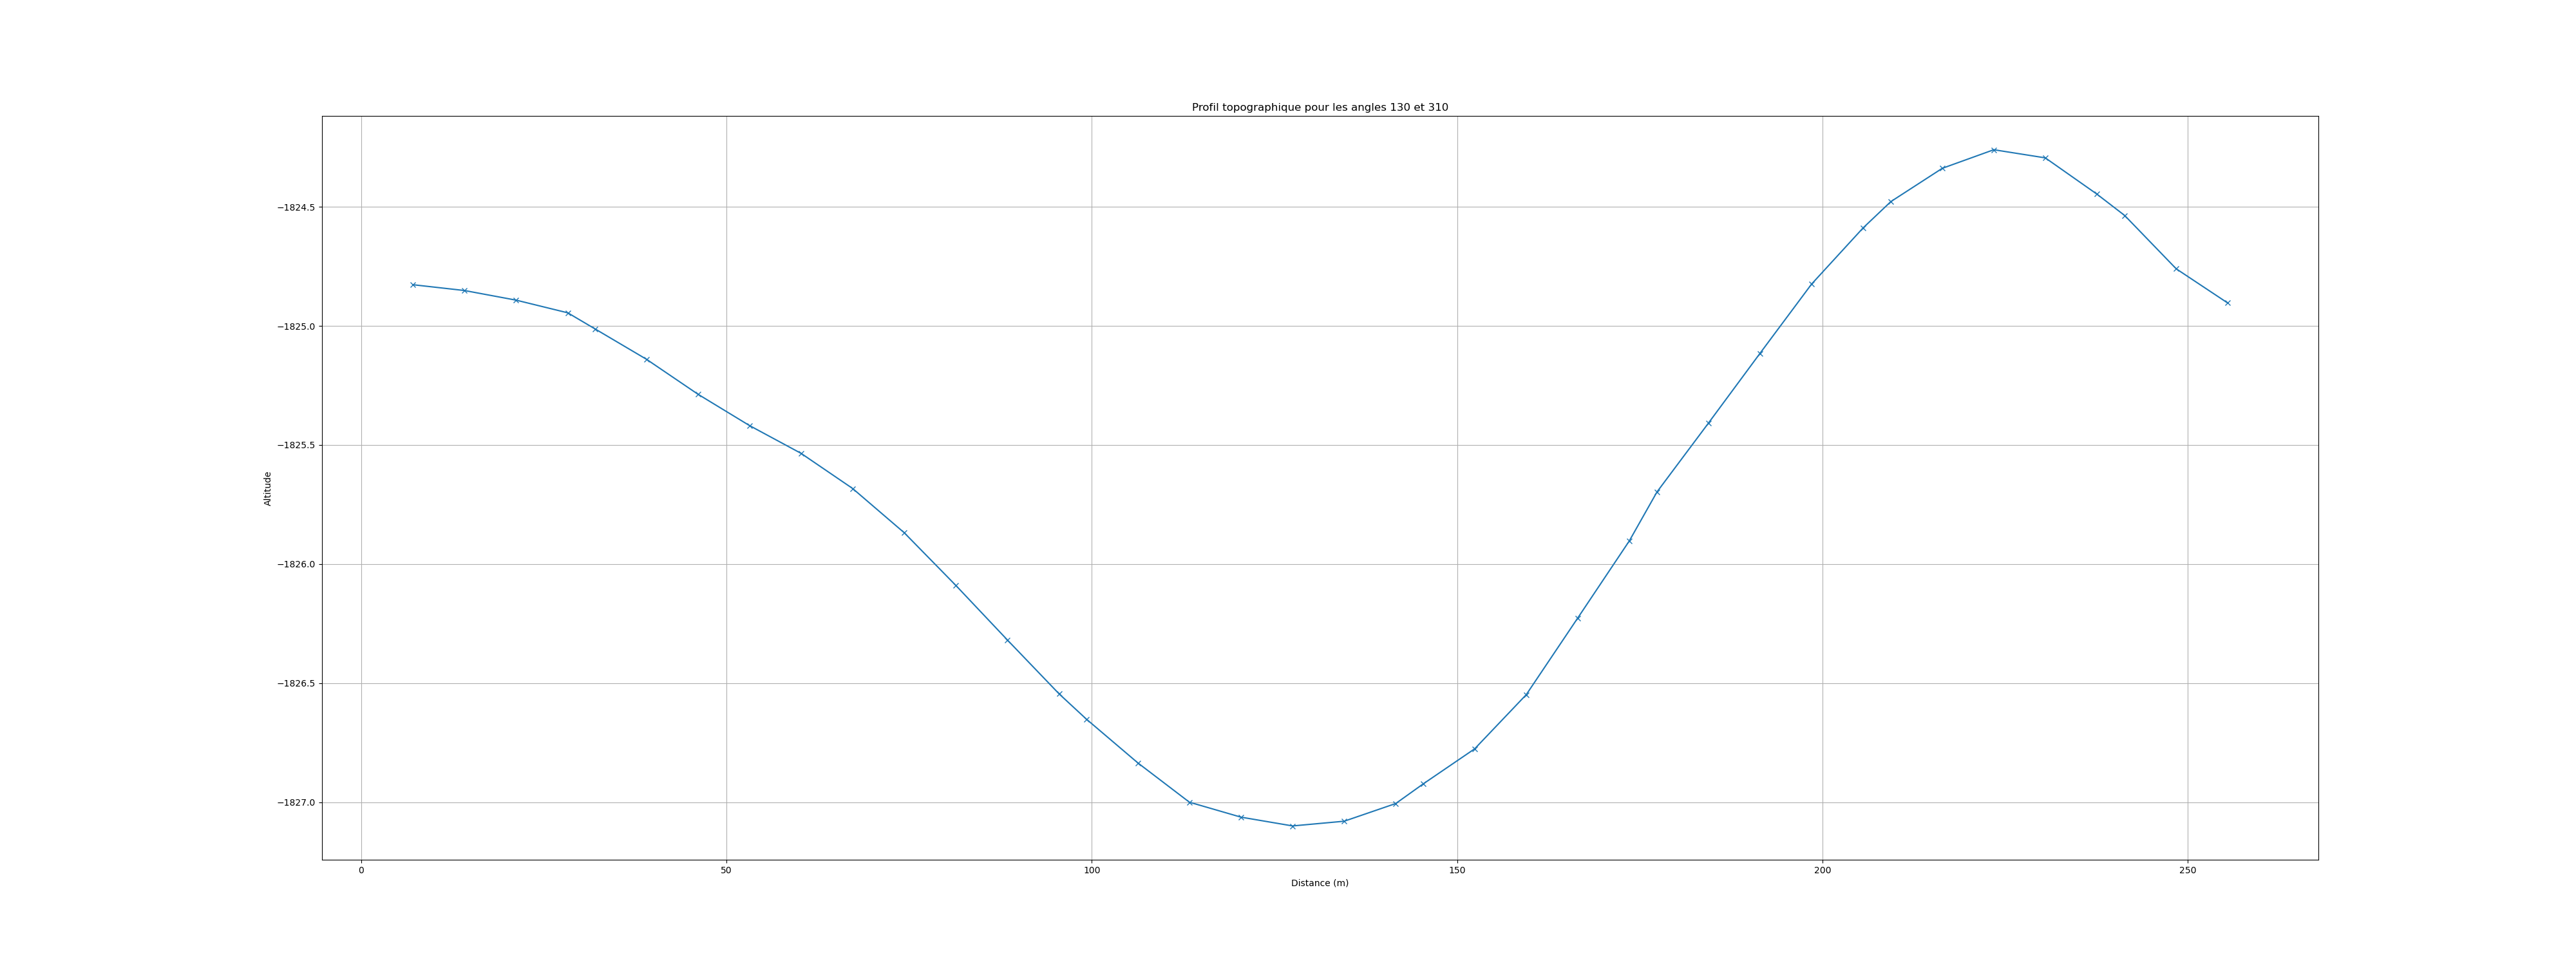 Profil topographique pour les angles 130 et 310
Altitude
−1824.5
−1825.0
−1825.5
−1826.0
−1826.5
−1827.0
0 50 100 150 200 250
Distance (m)